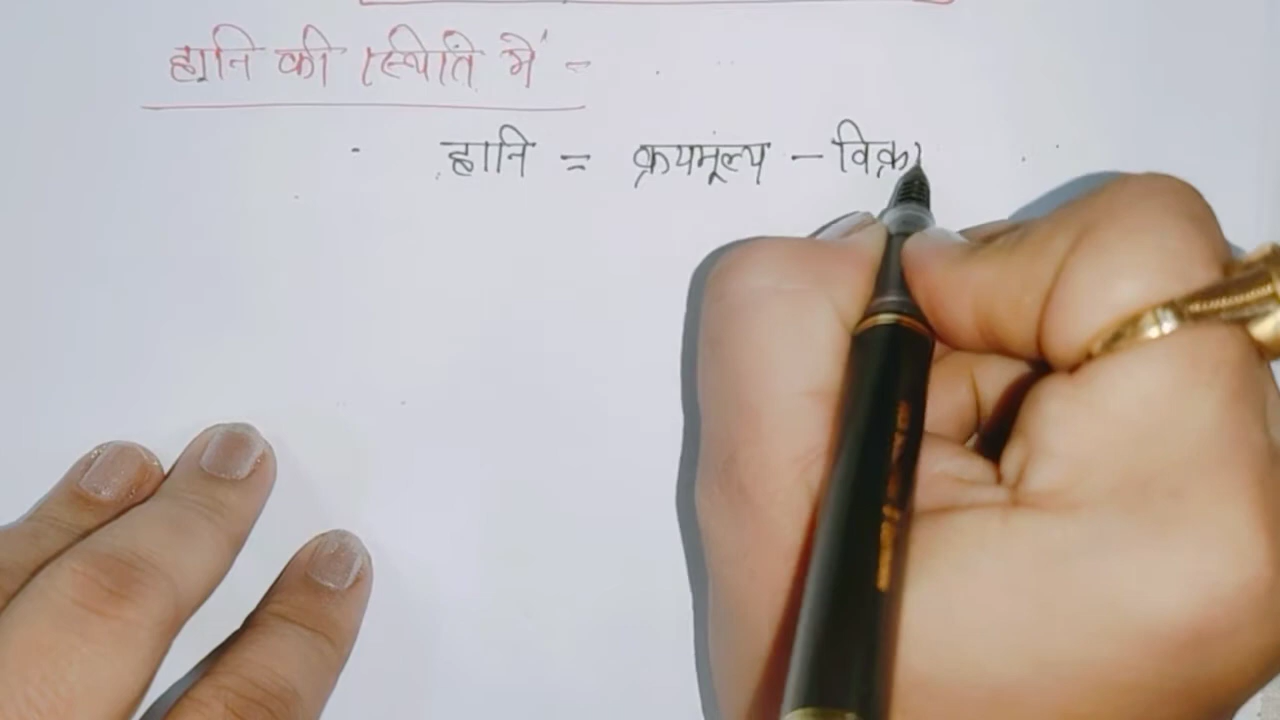 हानि की स्थिति में -
हानि = क्रयमूल्य - विक्र